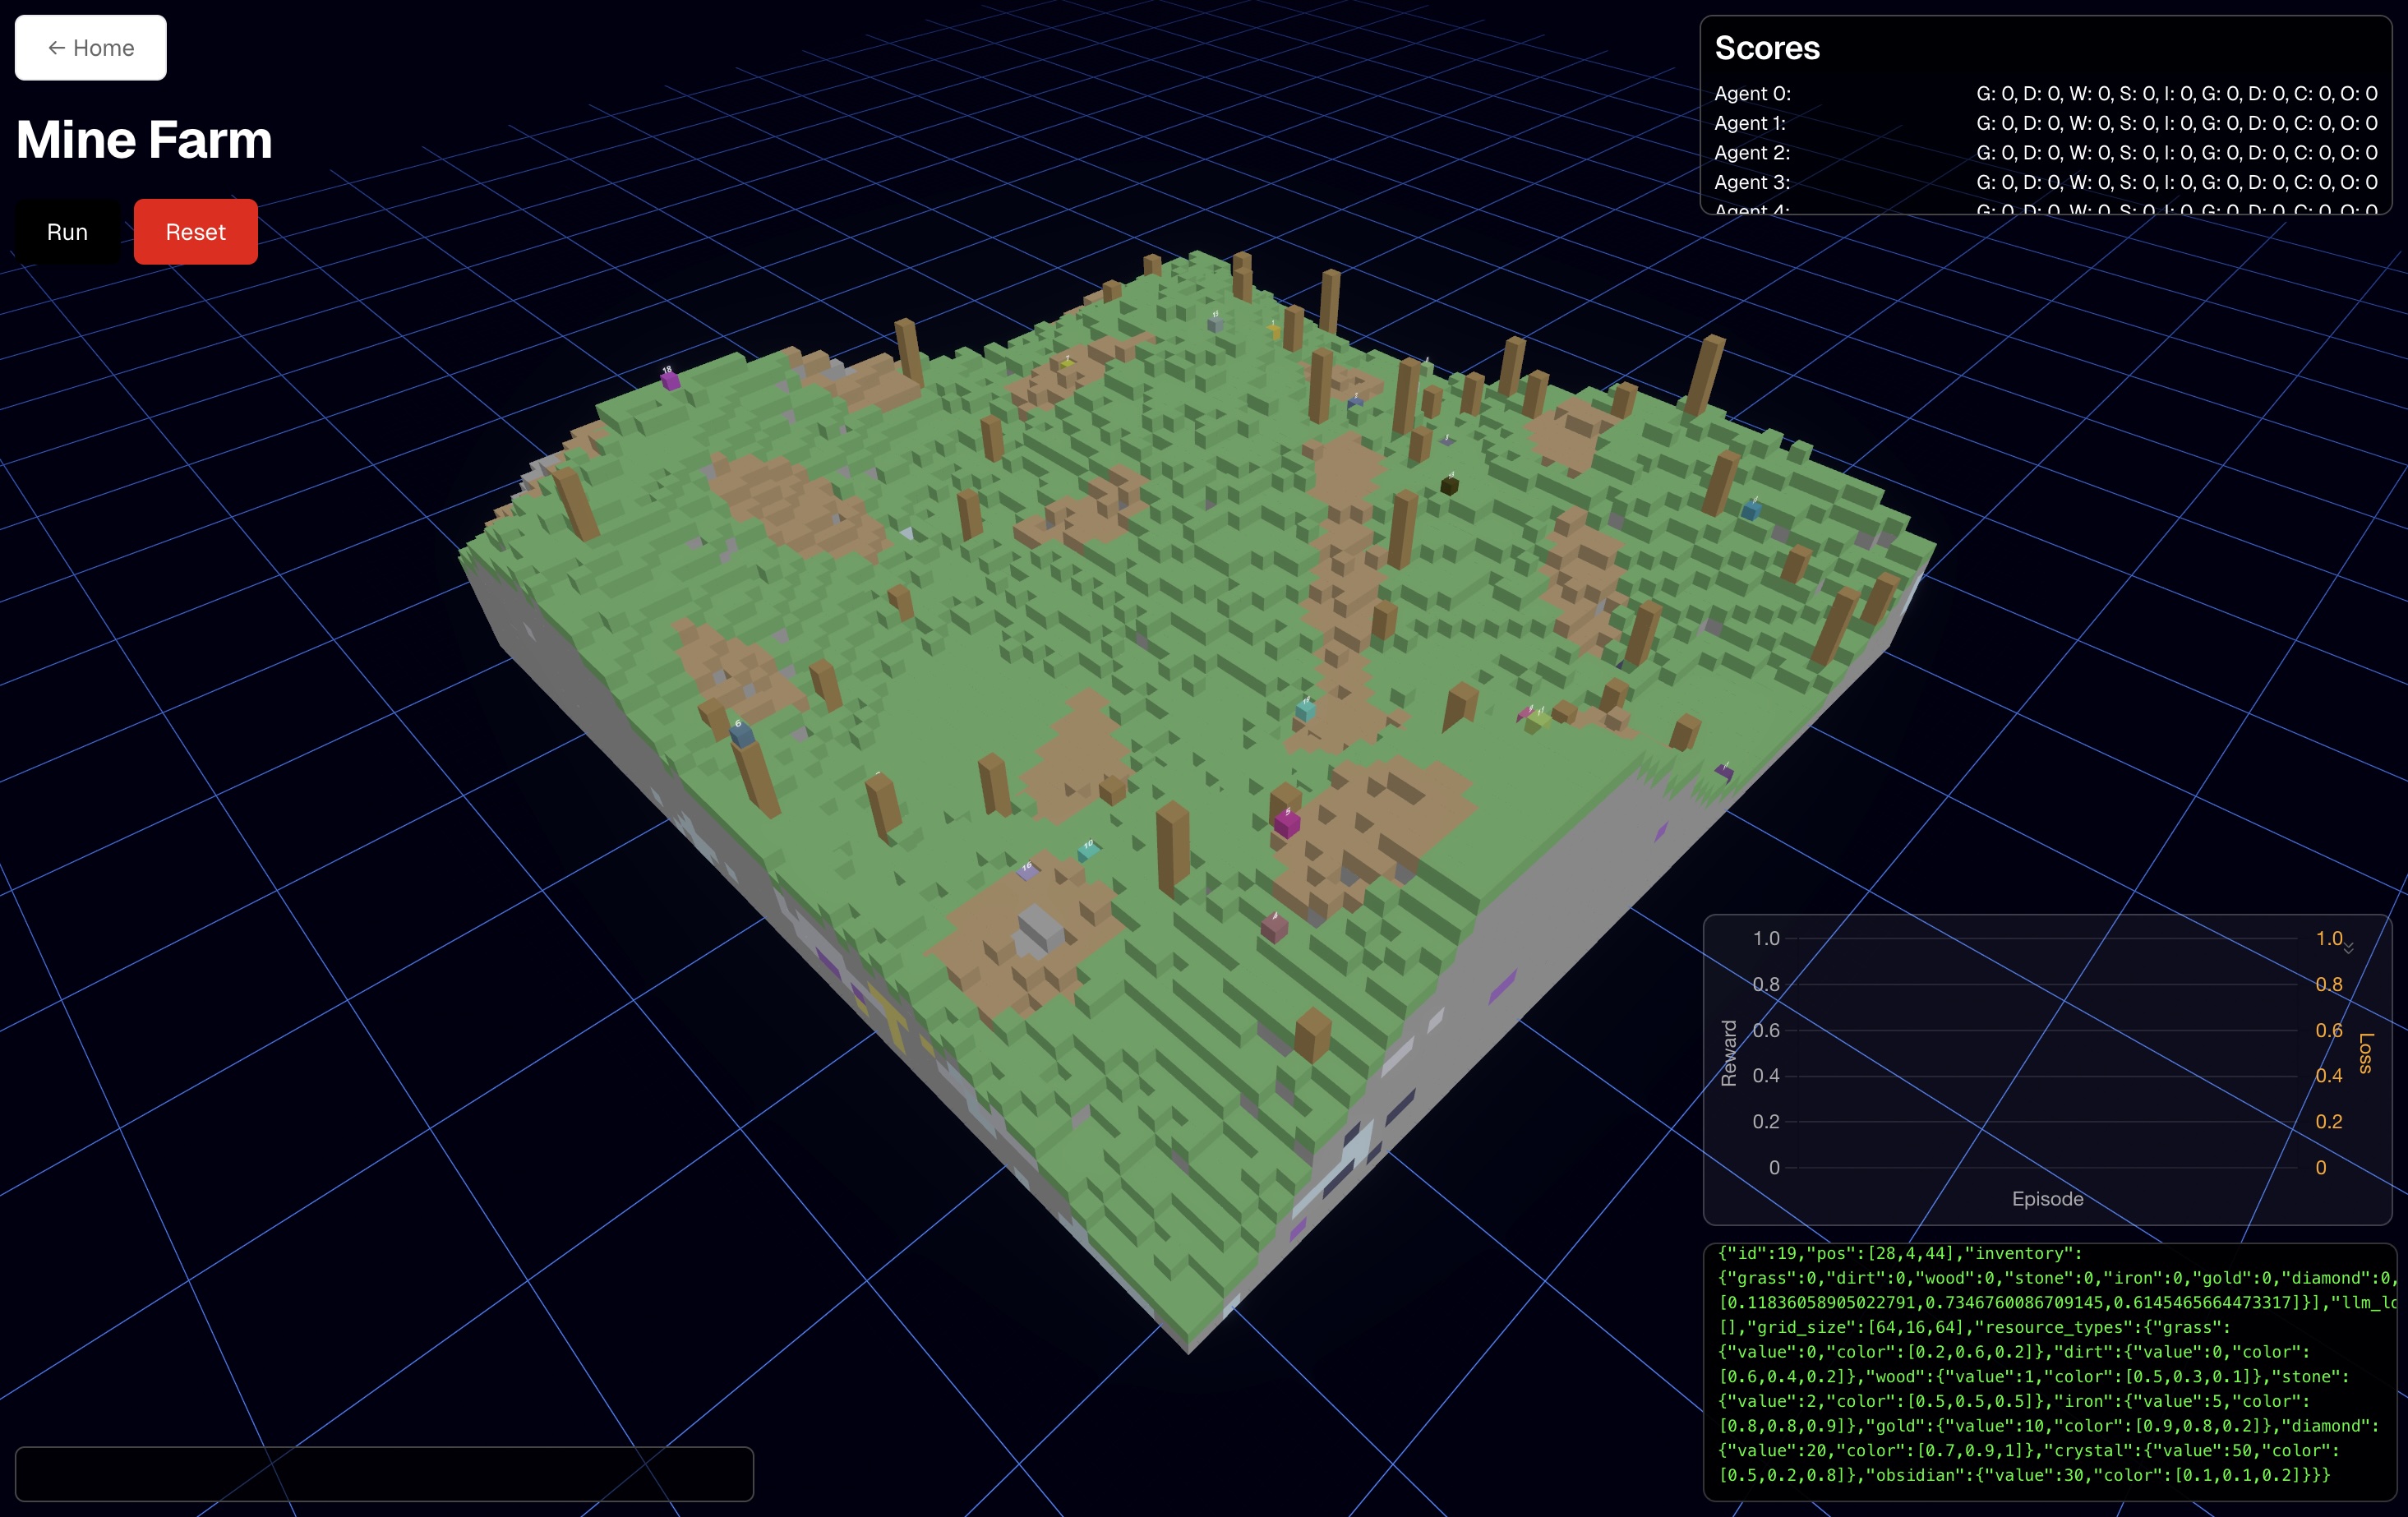 ← Home
Mine Farm
Run
Reset
Scores
Agent 0: G: 0, D: 0, W: 0, S: 0, I: 0, G: 0, D: 0, C: 0, O: 0
Agent 1: G: 0, D: 0, W: 0, S: 0, I: 0, G: 0, D: 0, C: 0, O: 0
Agent 2: G: 0, D: 0, W: 0, S: 0, I: 0, G: 0, D: 0, C: 0, O: 0
Agent 3: G: 0, D: 0, W: 0, S: 0, I: 0, G: 0, D: 0, C: 0, O: 0
Agent 4: G: 0, D: 0, W: 0, S: 0, I: 0, G: 0, D: 0, C: 0, O: 0
18
6
10
16
5
1.0 1.0
0.8 0.8
0.6 0.6
0.4 0.4
0.2 0.2
0 0
Reward
Loss
Episode
{"id":19,"pos":[28,4,44],"inventory":
{"grass":0,"dirt":0,"wood":0,"stone":0,"iron":0,"gold":0,"diamond":0,
[0.11836058905022791,0.7346760086709145,0.6145465664473317]}],"llm_lo
[],"grid_size":[64,16,64],"resource_types":{"grass":
{"value":0,"color":[0.2,0.6,0.2]},"dirt":{"value":0,"color":
[0.6,0.4,0.2]},"wood":{"value":1,"color":[0.5,0.3,0.1]},"stone":
{"value":2,"color":[0.5,0.5,0.5]},"iron":{"value":5,"color":
[0.8,0.8,0.9]},"gold":{"value":10,"color":[0.9,0.8,0.2]},"diamond":
{"value":20,"color":[0.7,0.9,1]},"crystal":{"value":50,"color":
[0.5,0.2,0.8]},"obsidian":{"value":30,"color":[0.1,0.1,0.2]}}}